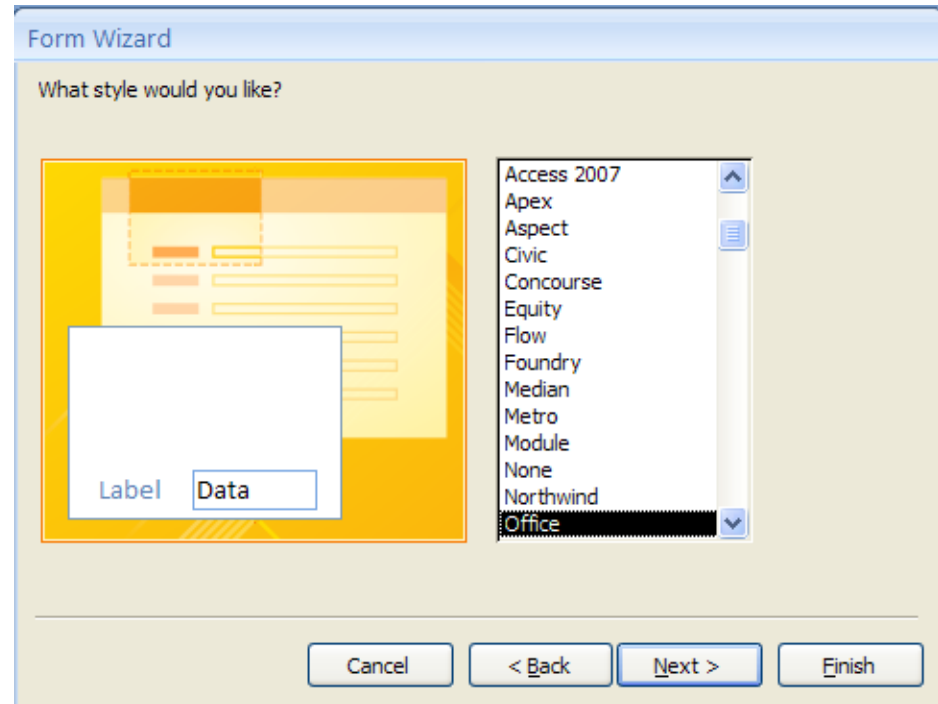 Form Wizard
What style would you like?
Access 2007
Apex
Aspect
Civic
Concourse
Equity
Flow
Foundry
Median
Metro
Module
None
Northwind
Office
Label Data
Cancel < Back Next > Finish